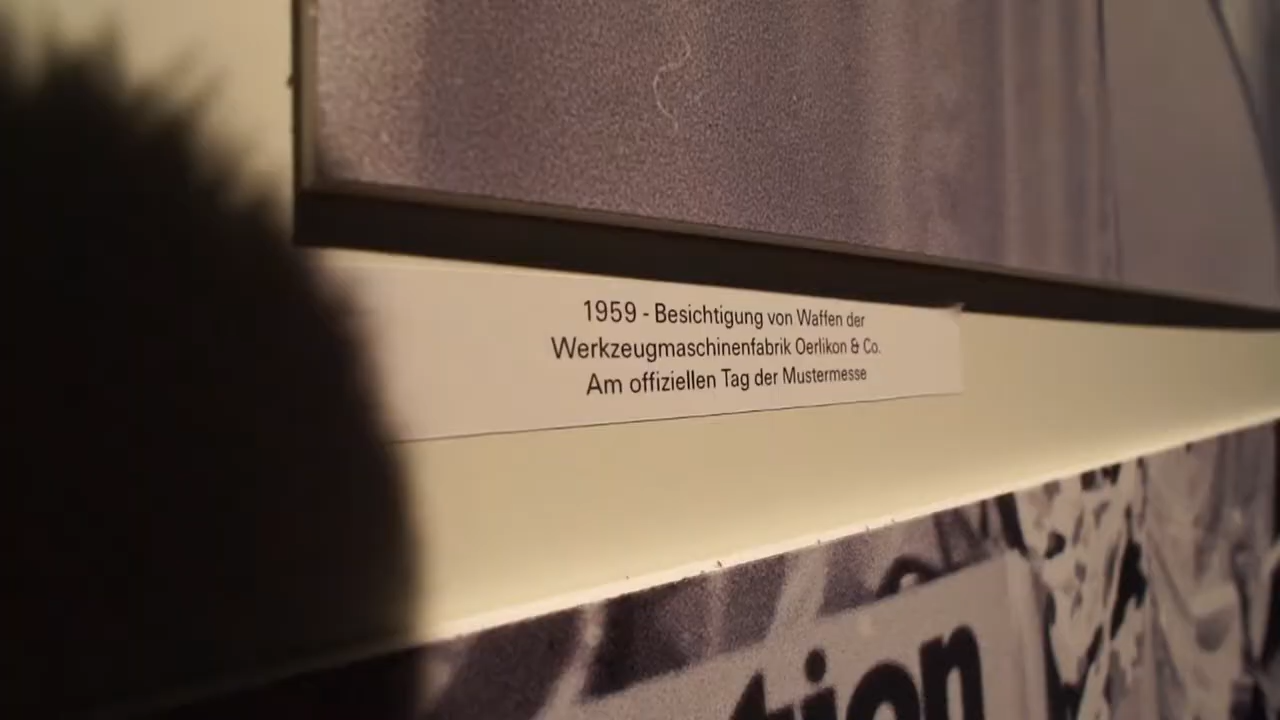 1959 - Besichtigung von Waffen der
Werkzeugmaschinenfabrik Oerlikon & Co.
Am offiziellen Tag der Mustermesse